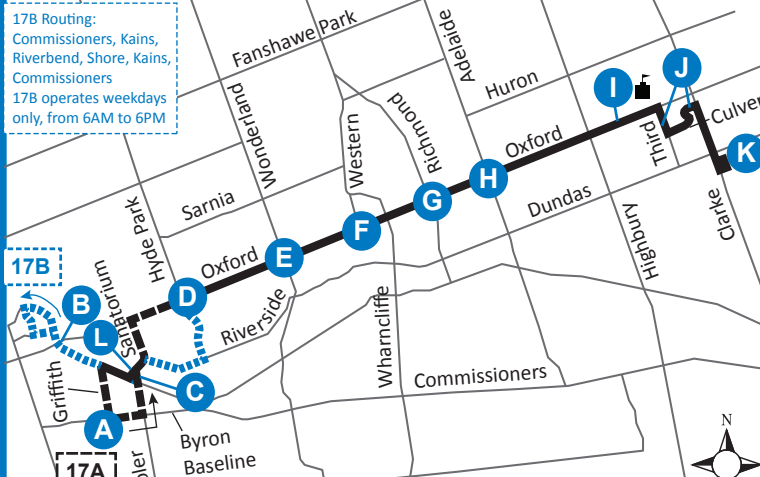 17B Routing:
Commissioners, Kains,
Riverbend, Shore, Kains,
Commissioners
17B operates weekdays
only, from 6AM to 6PM
Fanshawe Park
Adelaide
Huron
I
J
Culver
K
Wonderland
Western
Richmond
Oxford
Third
H
G
Dundas
Sarnia
Hyde Park
F
Highbury
Clarke
Oxford
E
17B
Sanatorium
D
B
L
Riverside
Wharncliffe
Commissioners
Griffith
C
A
Byron
Baseline
N
17A